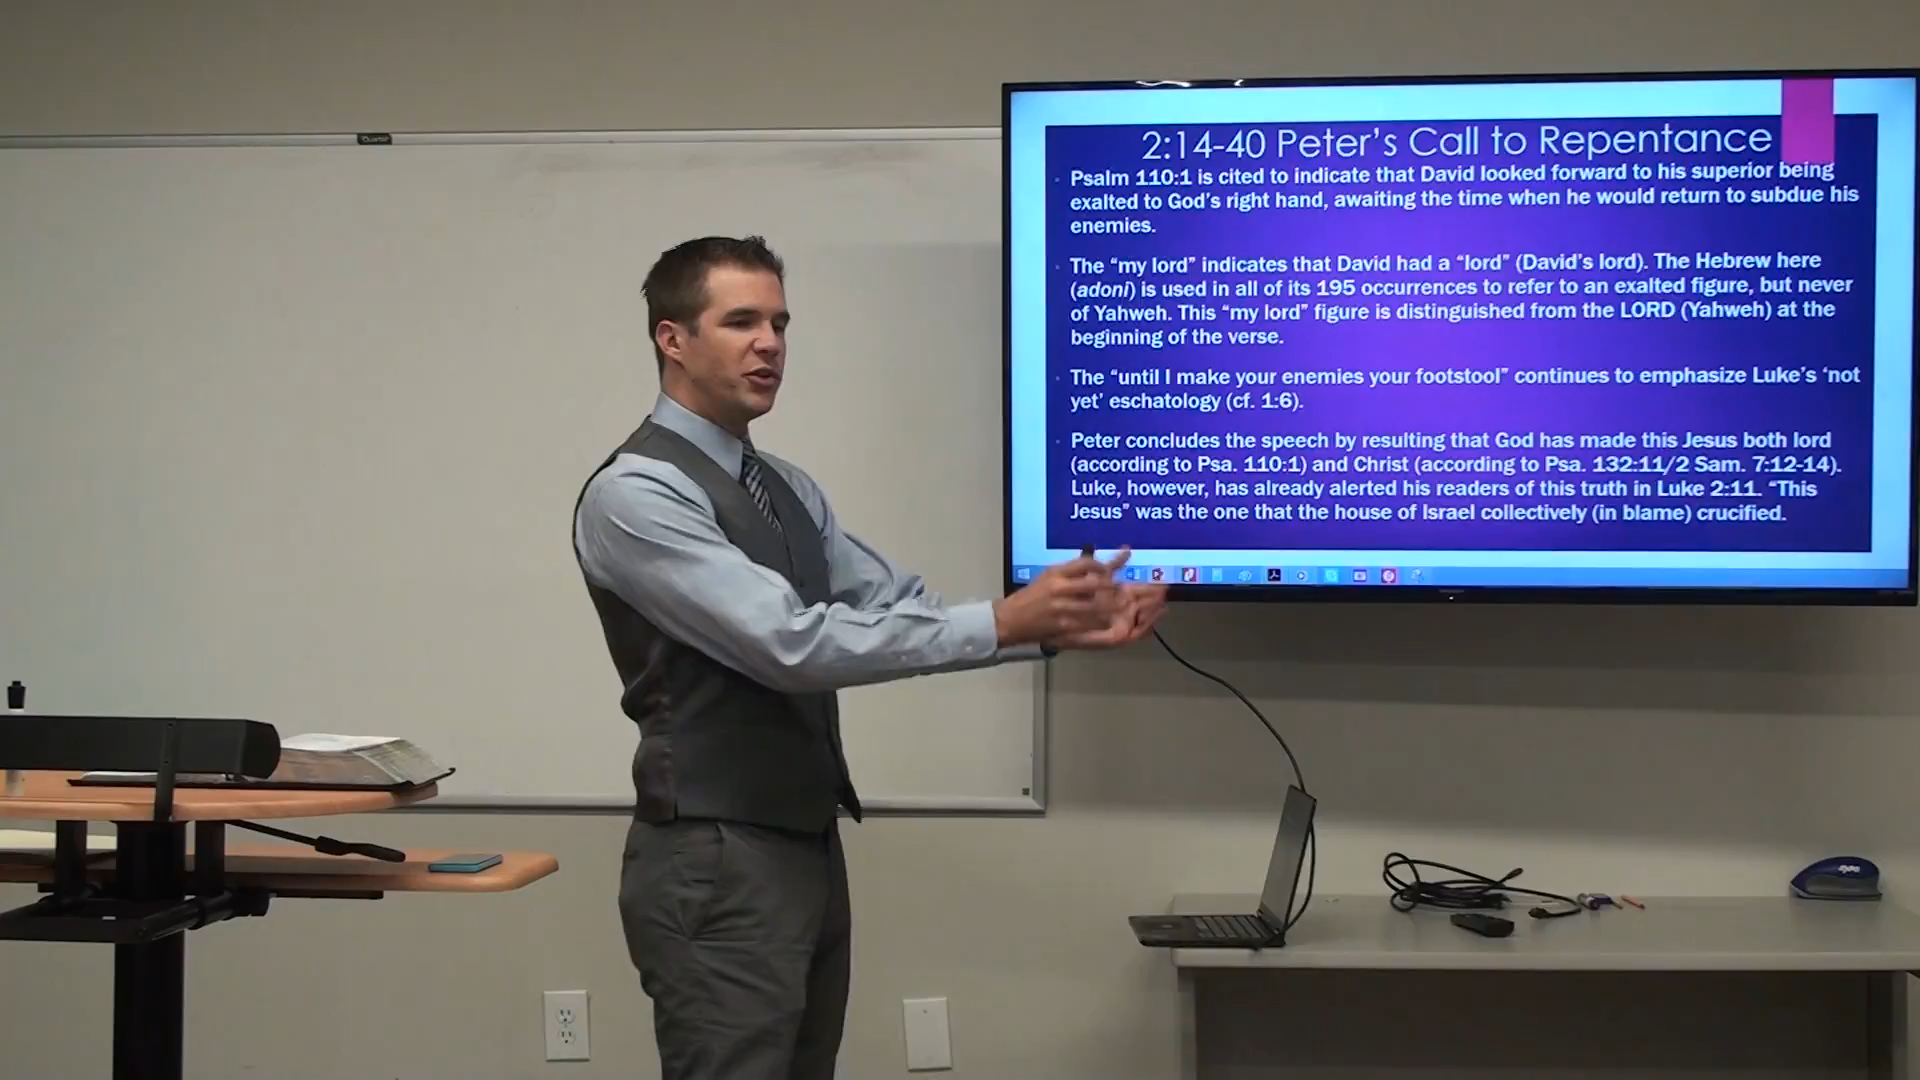 2:14-40 Peter's Call to Repentance
Psalm 110:1 is cited to indicate that David looked forward to his superior being
exalted to God's right hand, awaiting the time when he would return to subdue his
enemies.
The “my lord” indicates that David had a “lord” (David's lord). The Hebrew here
(adoni) is used in all of its 195 occurrences to refer to an exalted figure, but never
of Yahweh. This “my lord” figure is distinguished from the LORD (Yahweh) at the
beginning of the verse.
The “until I make your enemies your footstool” continues to emphasize Luke's ‘not
yet’ eschatology (cf. 1:6).
Peter concludes the speech by resulting that God has made this Jesus both lord
(according to Psa. 110:1) and Christ (according to Psa. 132:11/2 Sam. 7:12-14).
Luke, however, has already alerted his readers of this truth in Luke 2:11. “This
Jesus” was the one that the house of Israel collectively (in blame) crucified.